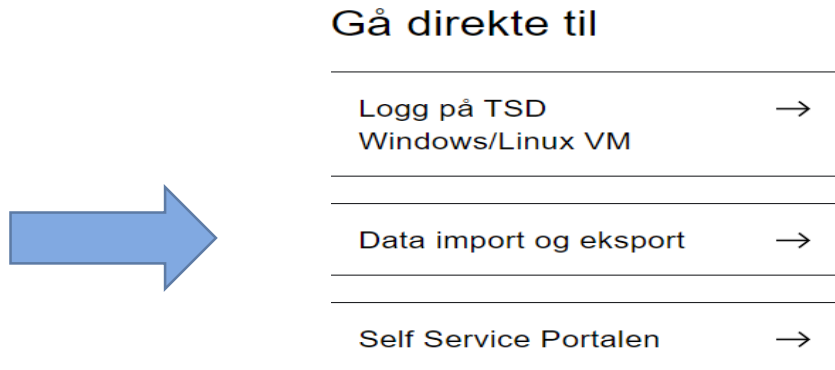 Gå direkte til
Logg på TSD
Windows/Linux VM
Data import og eksport
Self Service Portalen